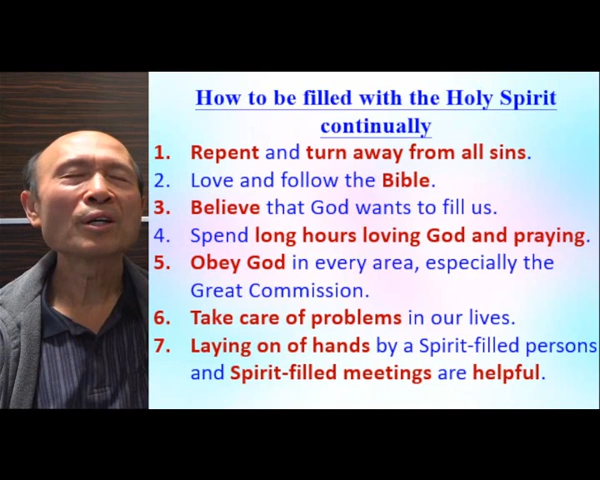 How to be filled with the Holy Spirit
continually
1. Repent and turn away from all sins.
2. Love and follow the Bible.
3. Believe that God wants to fill us.
4. Spend long hours loving God and praying.
5. Obey God in every area, especially the
Great Commission.
6. Take care of problems in our lives.
7. Laying on of hands by a Spirit-filled persons
and Spirit-filled meetings are helpful.